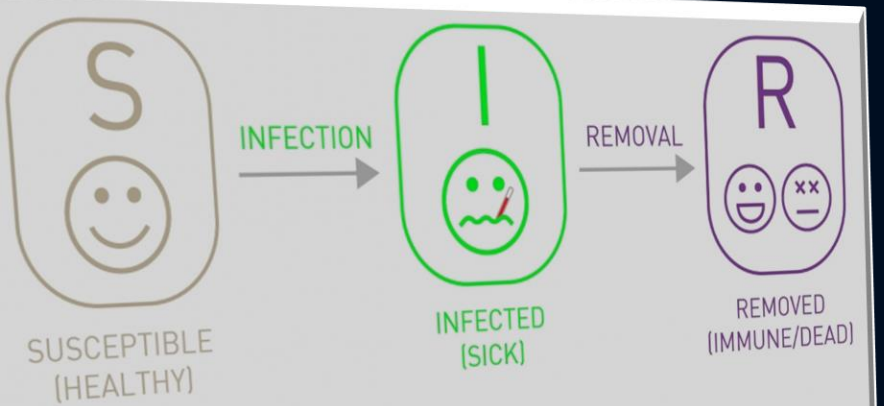 S
INFECTION
I
REMOVAL
R
SUSCEPTIBLE
(HEALTHY)
INFECTED
(SICK)
REMOVED
(IMMUNE/DEAD)